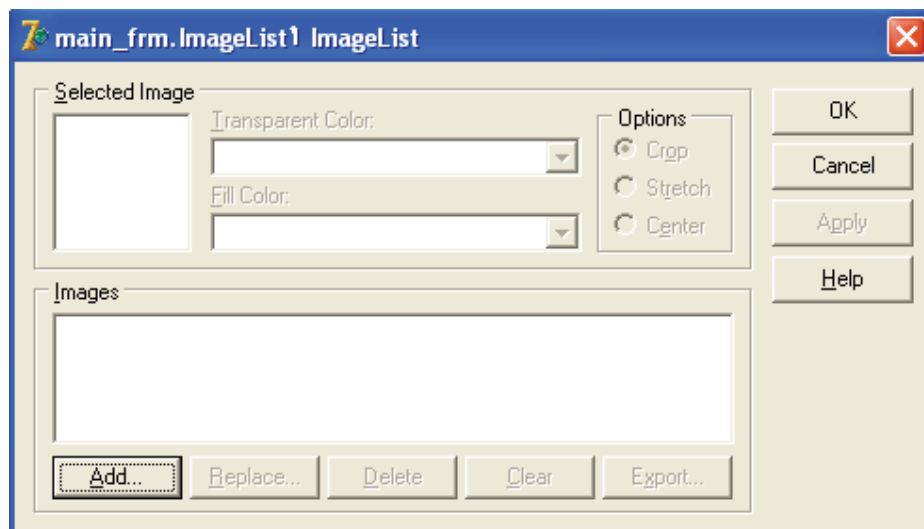 main_frm.ImageList1 ImageList
Selected Image
Transparent Color:
Fill Color:
Options
Crop
Stretch
Center
OK
Cancel
Apply
Help
Images
Add...
Replace...
Delete
Clear
Export...